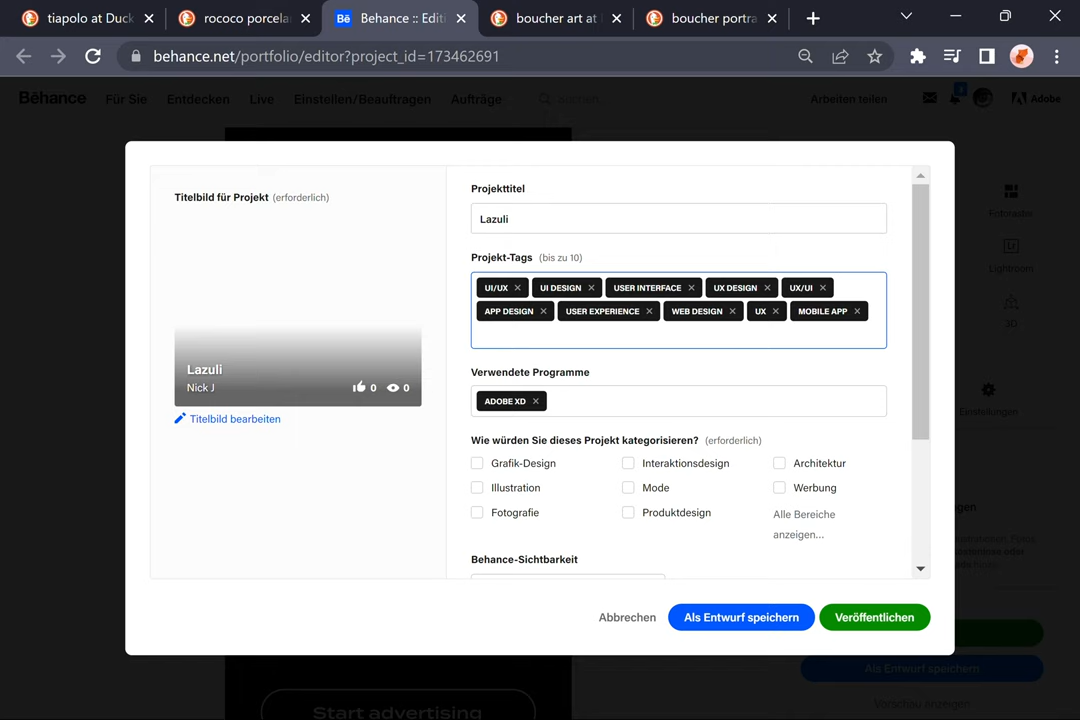 tiapolo at Duck
rococo porcela
Behance :: Edit
boucher art at
boucher portra
behance.net/portfolio/editor?project_id=173462691
Bēhance
Für Sie
Entdecken
Live
Einstellen/Beauftragen
Aufträge
Suchen
Arbeiten teilen
Adobe
Titelbild für Projekt (erforderlich)
Lazuli
Nick J
0
0
Titelbild bearbeiten
Projekttitel
Lazuli
Projekt-Tags (bis zu 10)
UI/UX × UI DESIGN × USER INTERFACE × UX DESIGN × UX/UI ×
APP DESIGN × USER EXPERIENCE × WEB DESIGN × UX × MOBILE APP ×
Verwendete Programme
ADOBE XD ×
Wie würden Sie dieses Projekt kategorisieren? (erforderlich)
Grafik-Design Interaktionsdesign Architektur
Illustration Mode Werbung
Fotografie Produktdesign Alle Bereiche
anzeigen...
Behance-Sichtbarkeit
Abbrechen
Als Entwurf speichern
Veröffentlichen
Fotoraster
Lr
Lightroom
3D
Einstellungen
Als Entwurf speichern
Vorschau anzeigen
Start advertising